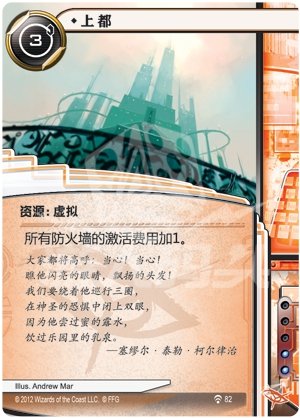 3
◆上都
资源：虚拟
所有防火墙的激活费用加1。
大家都将高呼：当心！当心！
瞧他闪亮的眼睛，飘扬的头发！
我们要绕着他巡行三圈，
在神圣的恐惧中闭上双眼，
因为他尝过蜜的露水，
饮过乐园里的乳泉。
—塞缪尔·泰勒·柯尔律治
Illus. Andrew Mar
© 2012 Wizards of the Coast LLC. © FFG
82